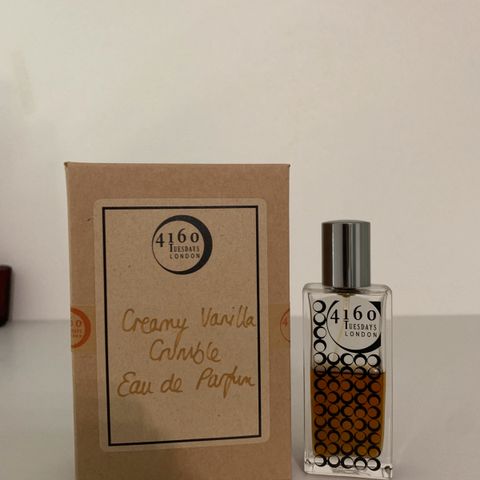 4160
TUESDAYS
LONDON
Creamy Vanilla
Crumble
Eau de Parfum
4160
TUESDAYS
LONDON